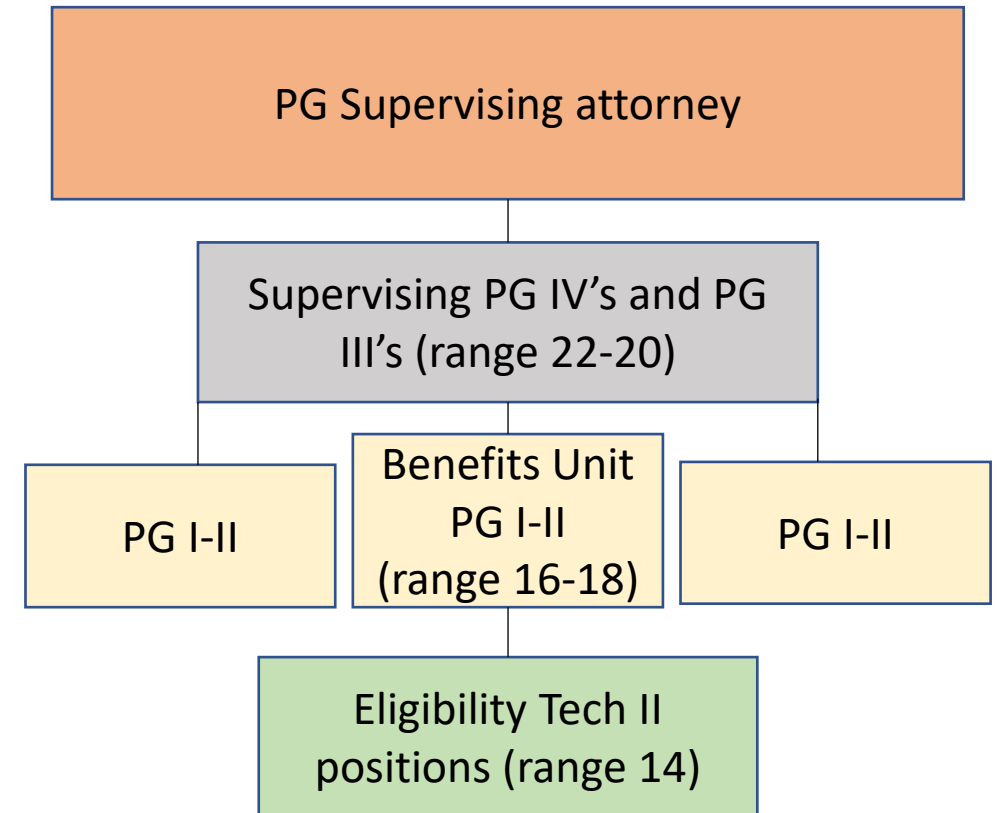 PG Supervising attorney
Supervising PG IV’s and PG
III’s (range 22-20)
PG I-II
Benefits Unit
PG I-II
(range 16-18)
PG I-II
Eligibility Tech II
positions (range 14)